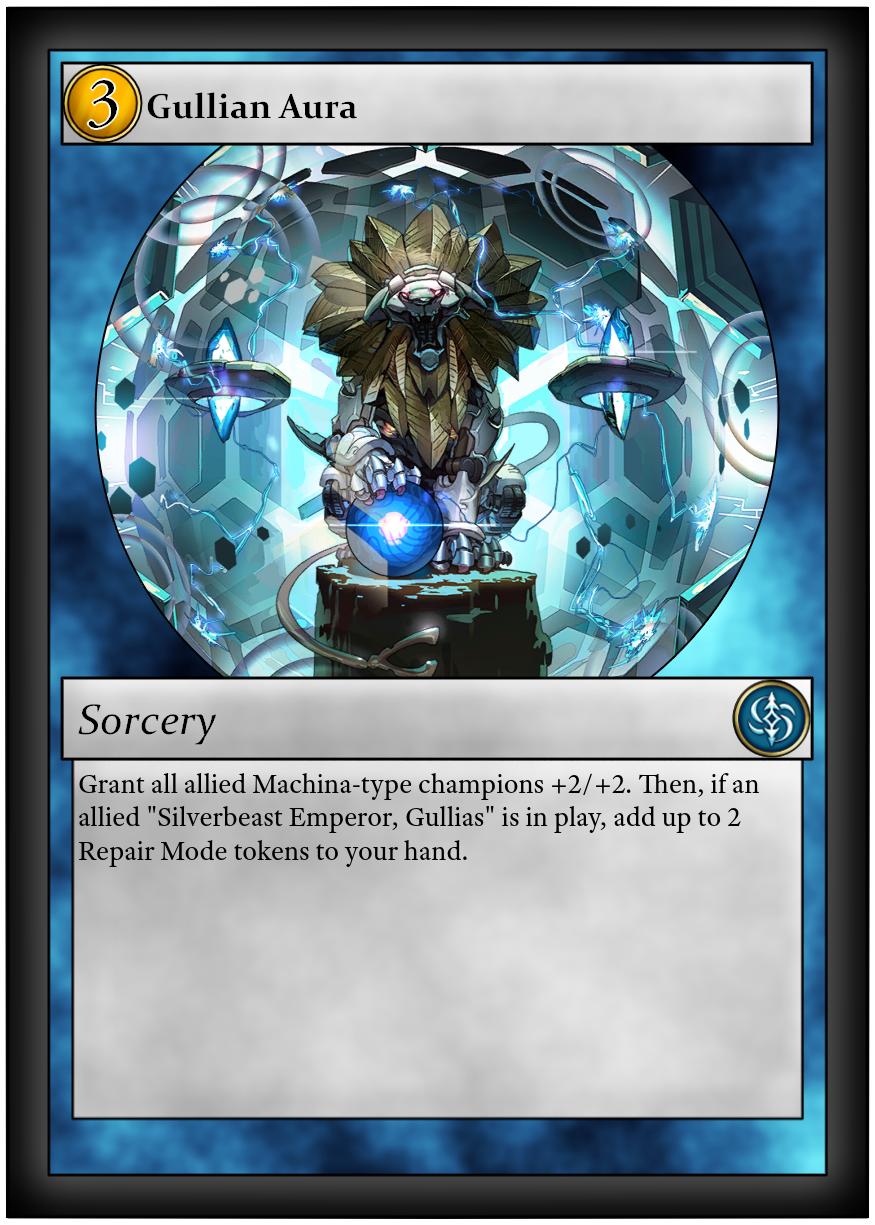 3
Gullian Aura
Sorcery
Grant all allied Machina-type champions +2/+2. Then, if an
allied "Silverbeast Emperor, Gullias" is in play, add up to 2
Repair Mode tokens to your hand.